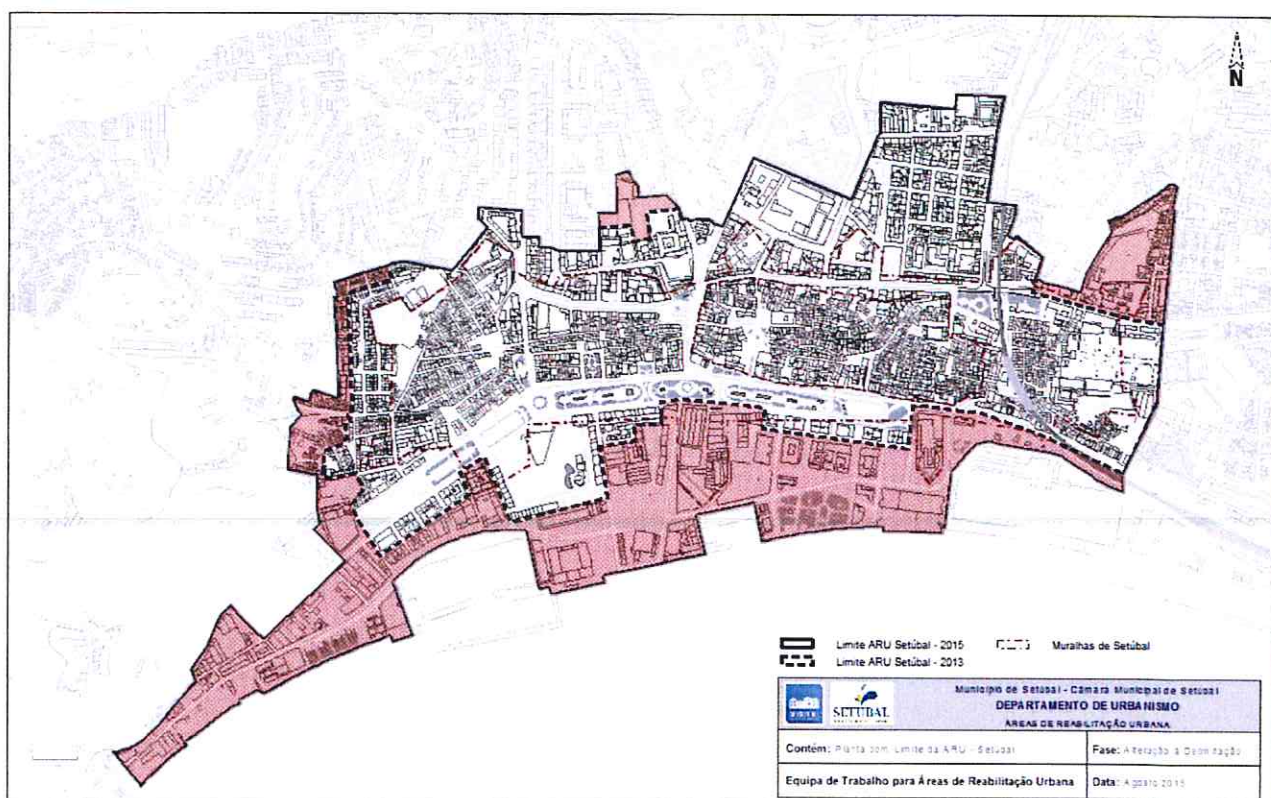 N
Limite ARU Setúbal - 2015
Muralhas de Setúbal
Limite ARU Setúbal - 2013
SETÚBAL
Município de Setúbal - Câmara Municipal de Setúbal
DEPARTAMENTO DE URBANISMO
ÁREAS DE REABILITAÇÃO URBANA
Contém: Planta com Limite da ARU - Setúbal
Fase: Alteração à Delimitação
Equipa de Trabalho para Áreas de Reabilitação Urbana
Data: Agosto 2015